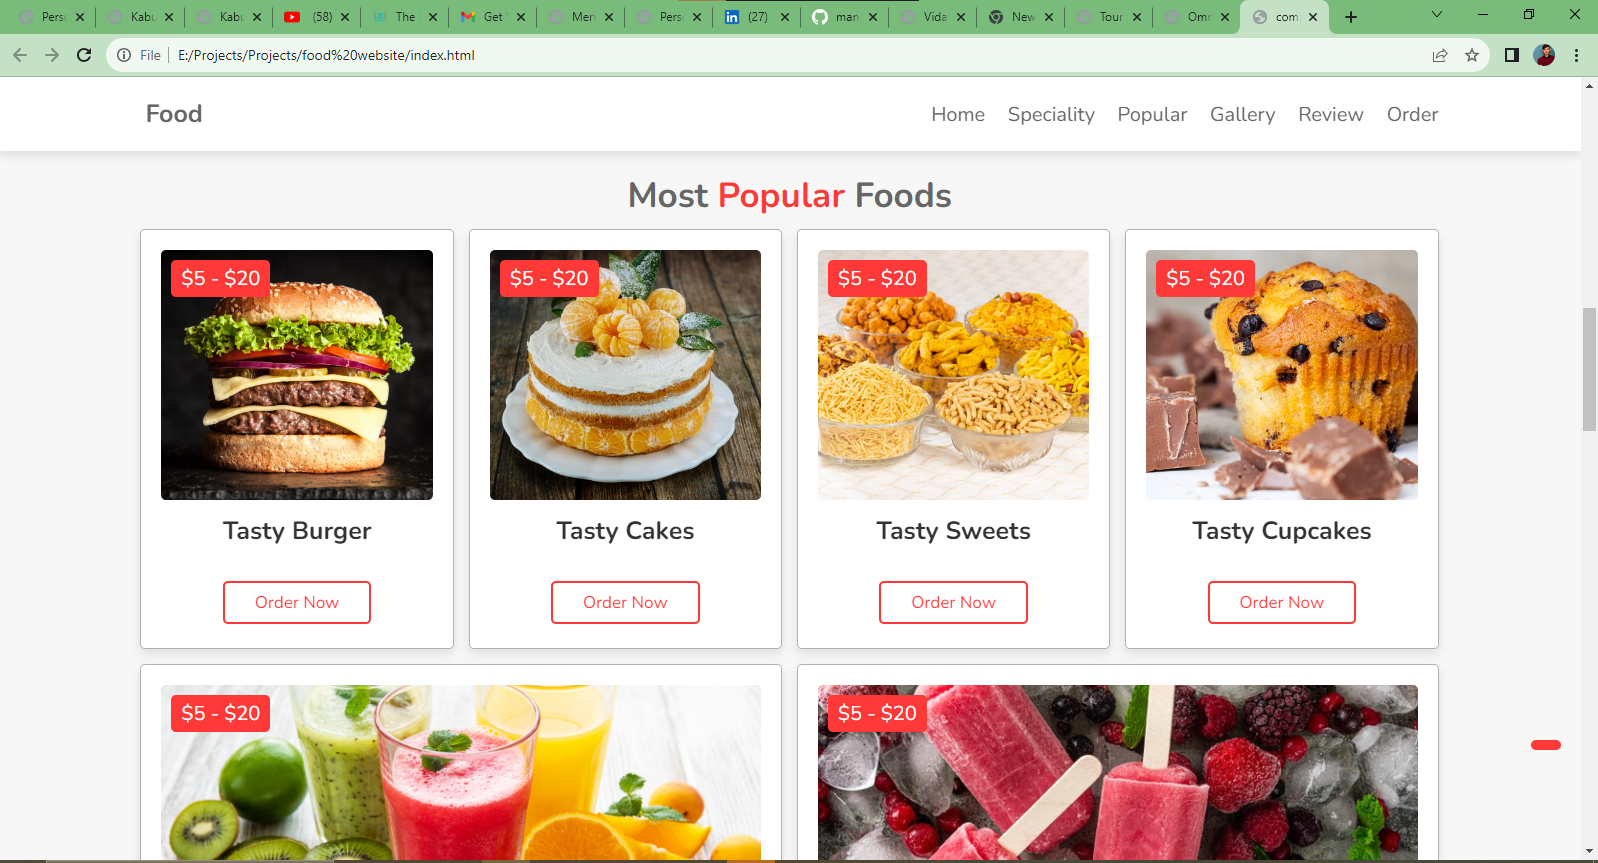 Perso
Kabu
Kabu
(58)
The
Get
Mer
Perso
(27)
man
Vida
New
Tour
Omr
com
File
E:/Projects/Projects/food%20website/index.html
Food
Home Speciality Popular Gallery Review Order
Most Popular Foods
$5 - $20
$5 - $20
$5 - $20
$5 - $20
Tasty Burger
Tasty Cakes
Tasty Sweets
Tasty Cupcakes
Order Now
Order Now
Order Now
Order Now
$5 - $20
$5 - $20